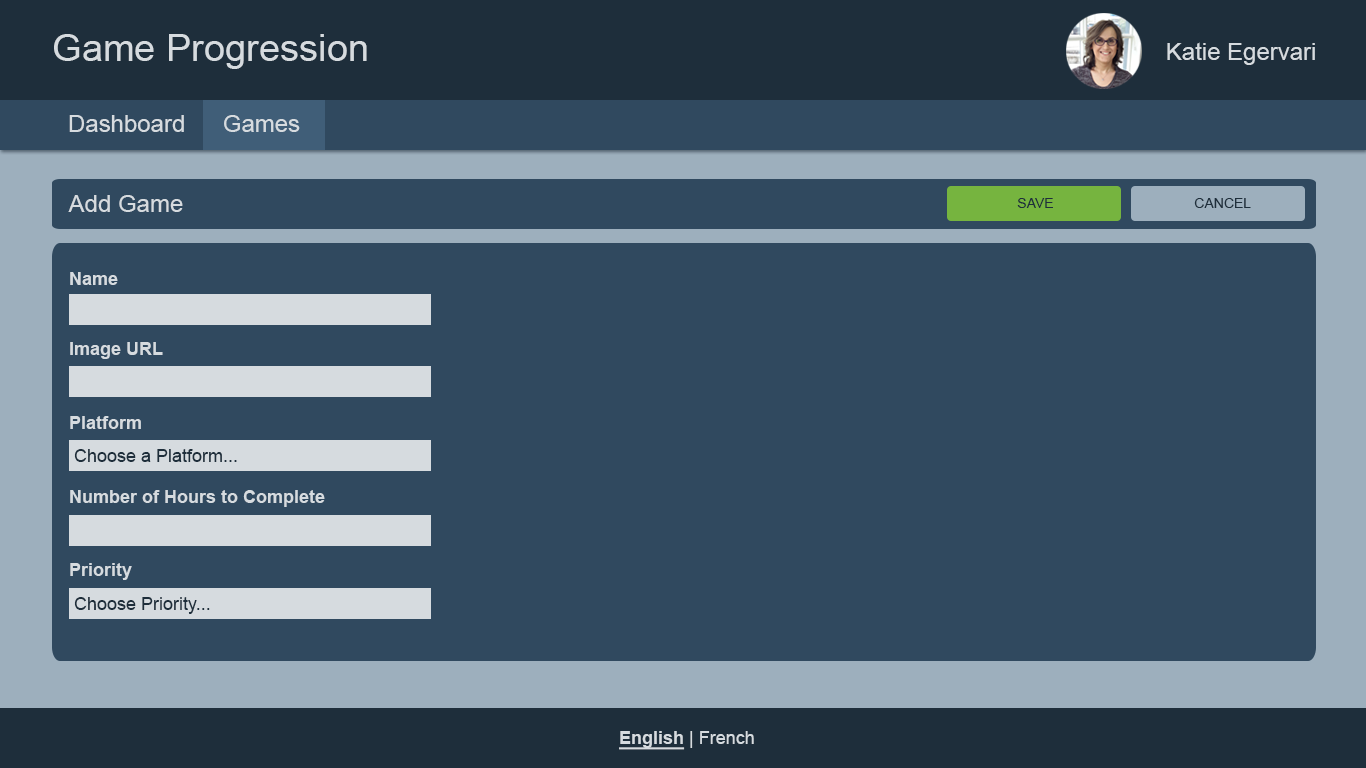 Game Progression
Katie Egervari
Dashboard Games
Add Game
SAVE
CANCEL
Name
Image URL
Platform
Choose a Platform...
Number of Hours to Complete
Priority
Choose Priority...
English | French